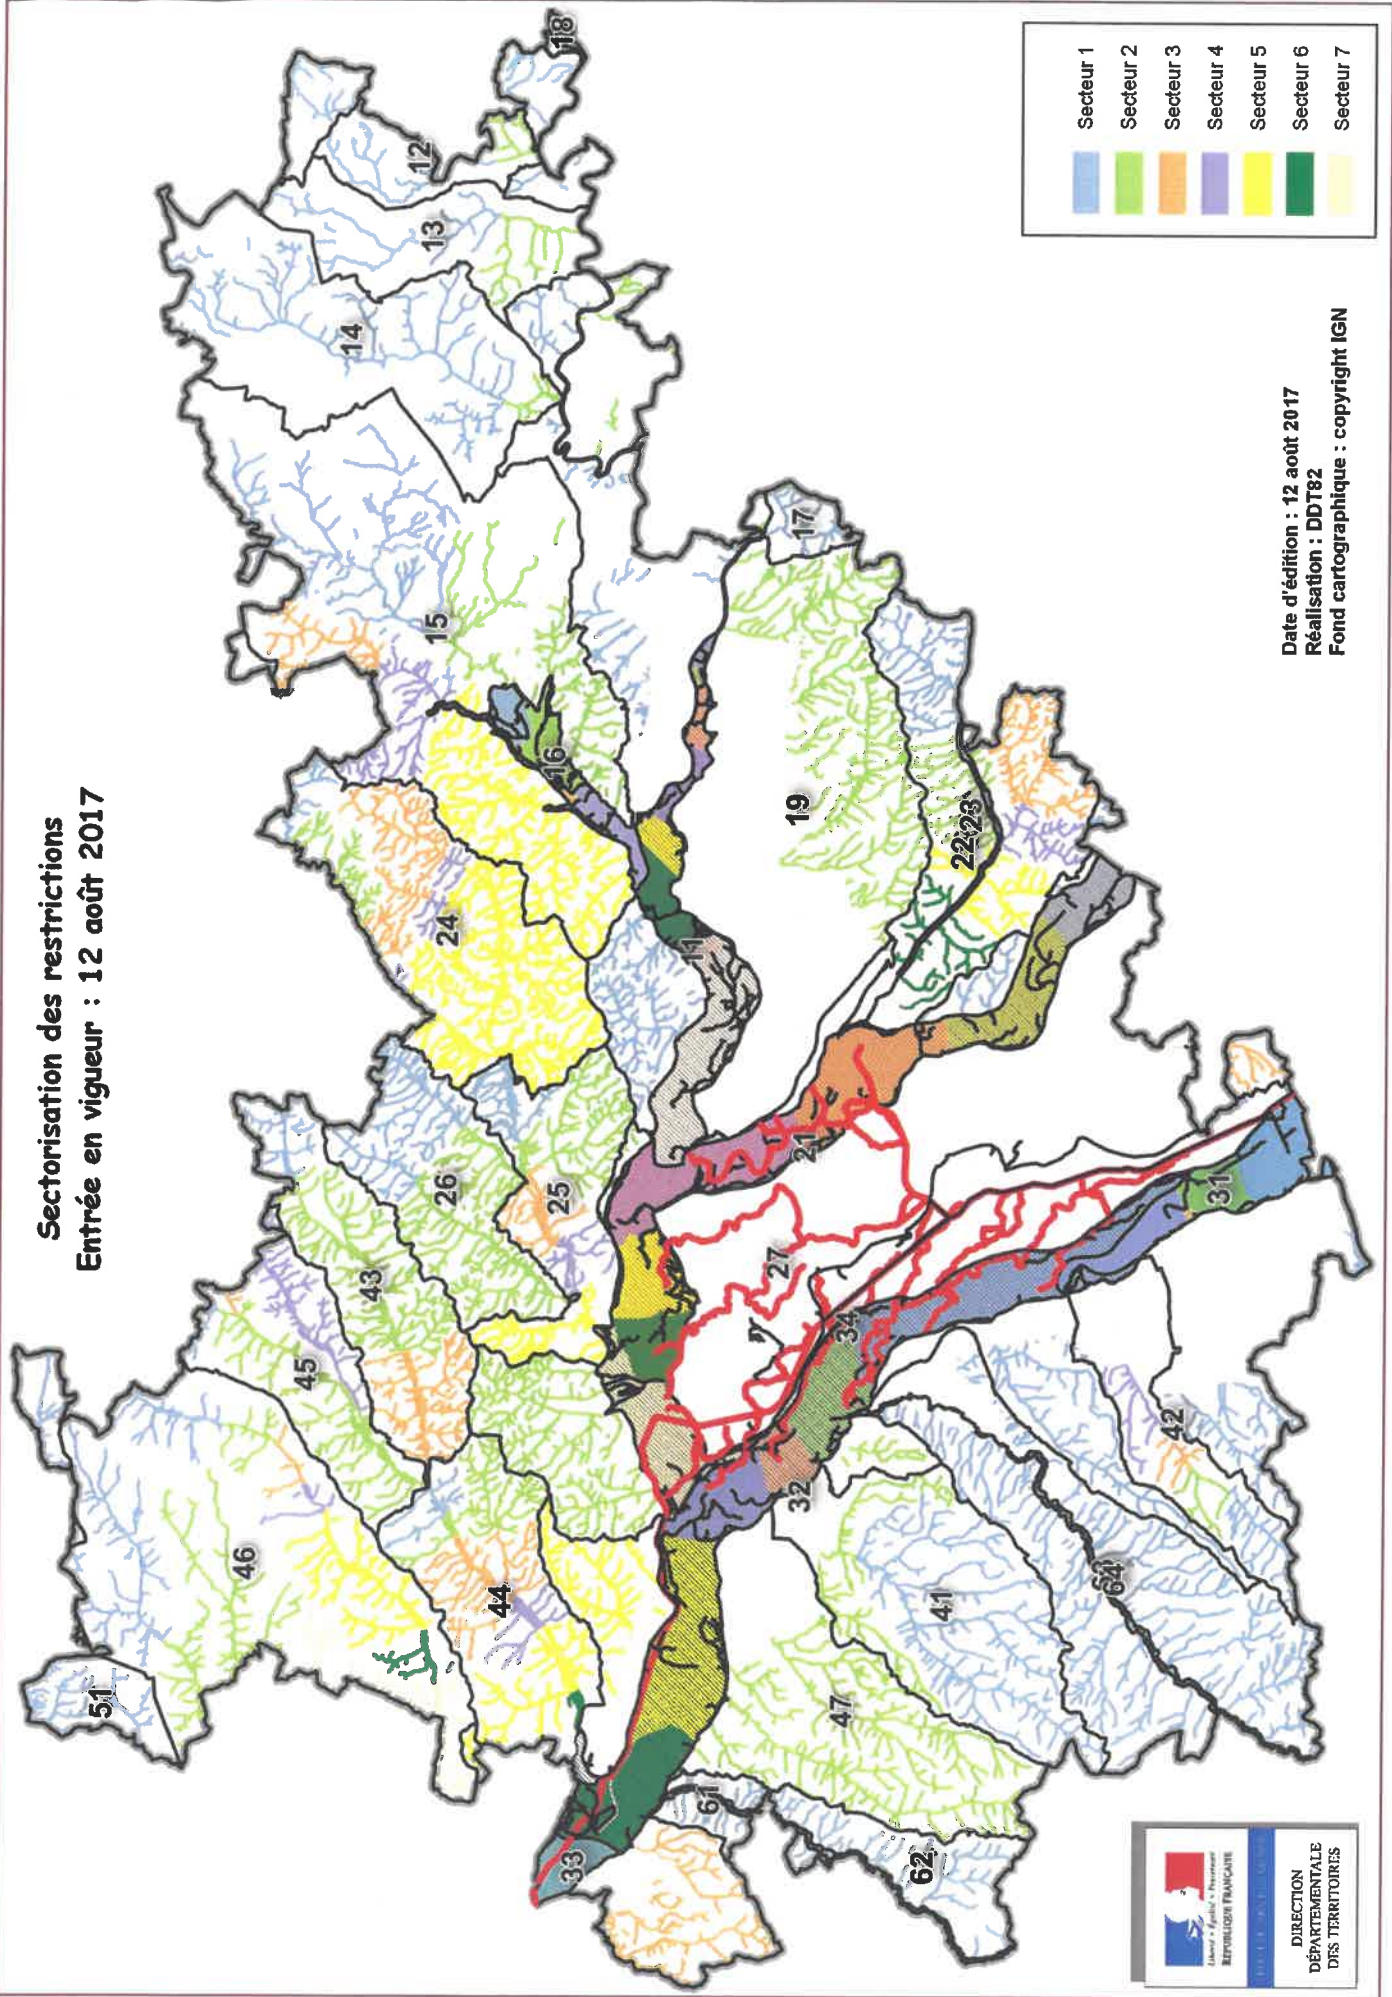 Sectorisation des restrictions
Entrée en vigueur : 12 août 2017
51
46
45
43
26
25
44
24
15
14
13
12
18
16
11
17
19
22
23
21
27
34
31
32
33
41
42
47
61
62
64
Secteur 1
Secteur 2
Secteur 3
Secteur 4
Secteur 5
Secteur 6
Secteur 7
Date d'édition : 12 août 2017
Réalisation : DDT82
Fond cartographique : copyright IGN
Liberté • Égalité • Fraternité
RÉPUBLIQUE FRANÇAISE
DIRECTION
DÉPARTEMENTALE
DES TERRITOIRES